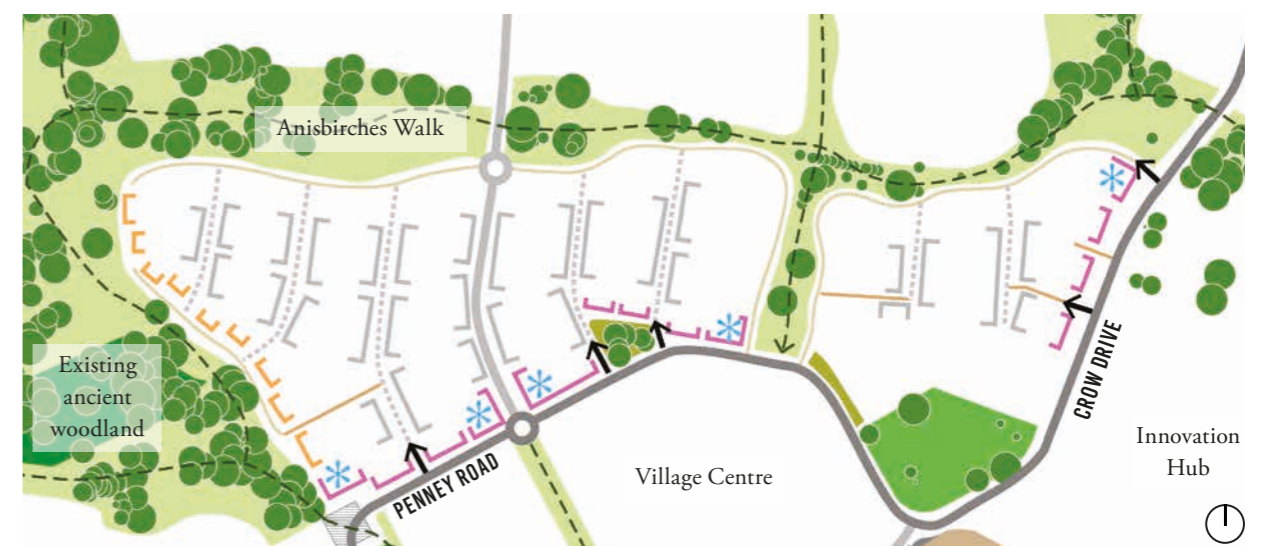 Anisbirches Walk
Existing
ancient
woodland
PENNEY ROAD
Village Centre
CROW DRIVE
Innovation
Hub